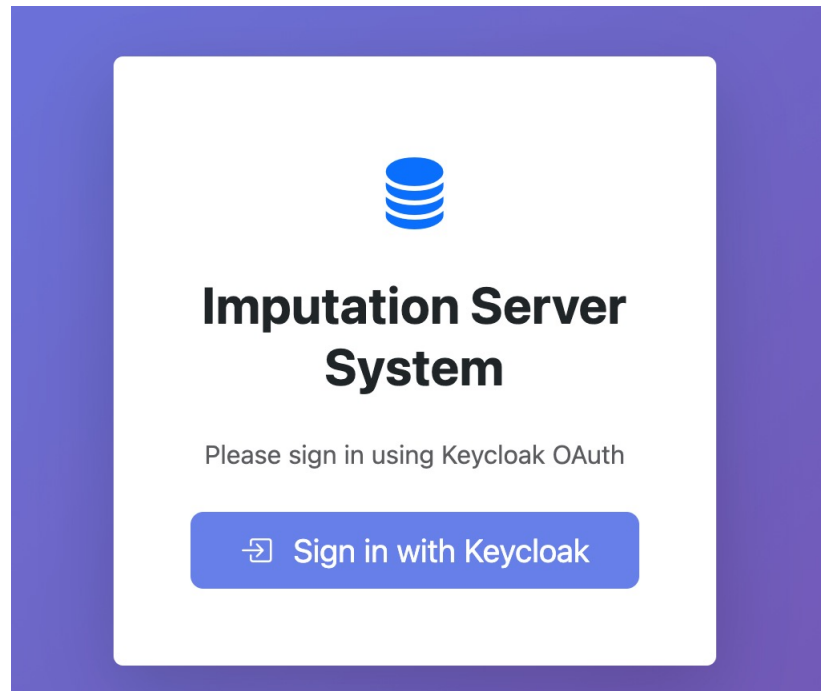 Imputation Server
System
Please sign in using Keycloak OAuth
Sign in with Keycloak